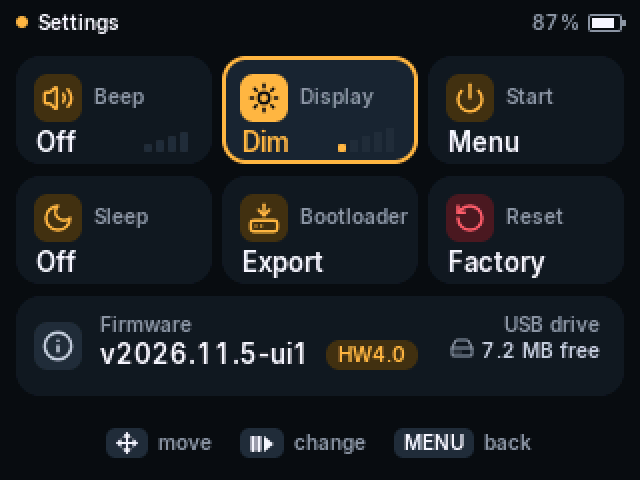 Settings
87%
Beep
Off
Display
Dim
Start
Menu
Sleep
Off
Bootloader
Export
Reset
Factory
Firmware
v2026.11.5-ui1
HW4.0
USB drive
7.2 MB free
move
change
MENU back